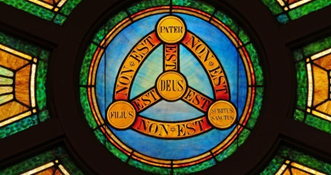 PATER
NON EST
NON EST
EST
DEUS
EST
EST
FILIUS
SPIRITUS
SANCTUS
NON EST